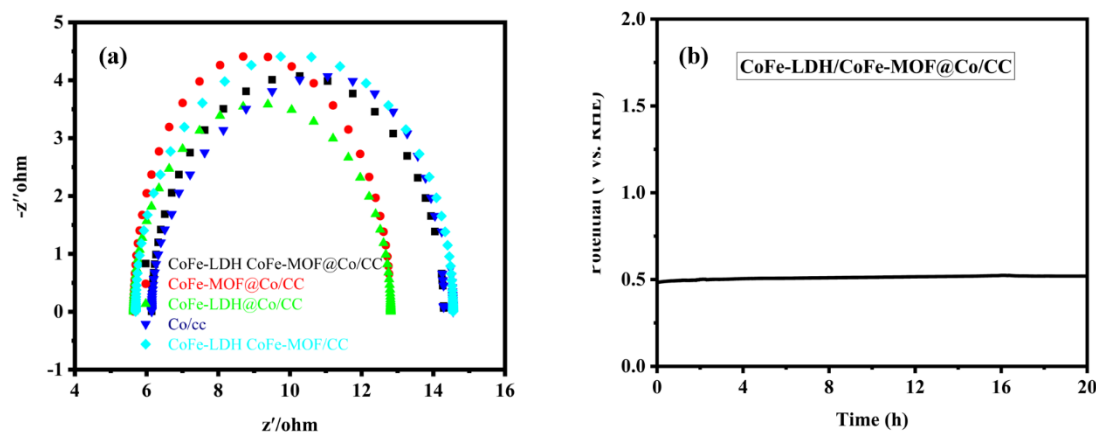 (a)
-z″ohm
5
4
3
2
1
0
-1
CoFe-LDH CoFe-MOF@Co/CC
CoFe-MOF@Co/CC
CoFe-LDH@Co/CC
Co/cc
CoFe-LDH CoFe-MOF/CC
4 6 8 10 12 14 16
z′/ohm
(b)
CoFe-LDH/CoFe-MOF@Co/CC
Potential (V vs. RHE)
2.0
1.5
1.0
0.5
0.0
0 4 8 12 16 20
Time (h)